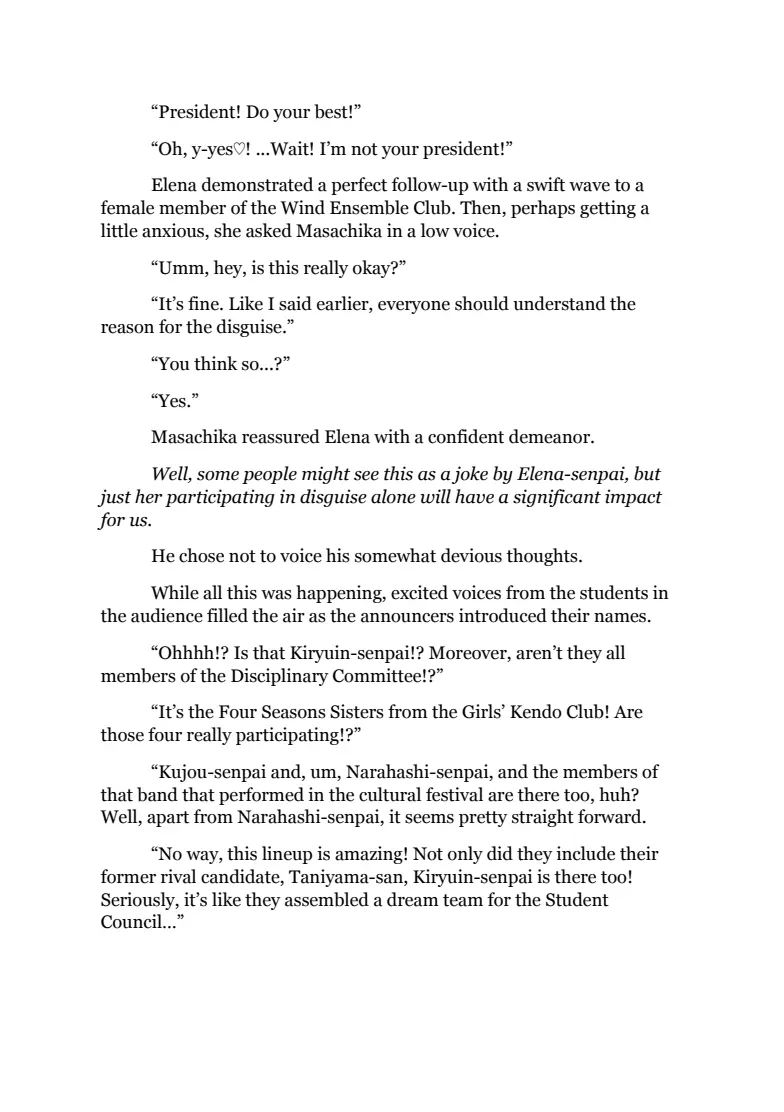 “President! Do your best!”
“Oh, y-yes♡! ...Wait! I’m not your president!”
Elena demonstrated a perfect follow-up with a swift wave to a
female member of the Wind Ensemble Club. Then, perhaps getting a
little anxious, she asked Masachika in a low voice.
“Umm, hey, is this really okay?”
“It’s fine. Like I said earlier, everyone should understand the
reason for the disguise.”
“You think so...?”
“Yes.”
Masachika reassured Elena with a confident demeanor.
Well, some people might see this as a joke by Elena-senpai, but
just her participating in disguise alone will have a significant impact
for us.
He chose not to voice his somewhat devious thoughts.
While all this was happening, excited voices from the students in
the audience filled the air as the announcers introduced their names.
“Ohhhh!? Is that Kiryuin-senpai!? Moreover, aren’t they all
members of the Disciplinary Committee!?”
“It’s the Four Seasons Sisters from the Girls’ Kendo Club! Are
those four really participating!?”
“Kujou-senpai and, um, Narahashi-senpai, and the members of
that band that performed in the cultural festival are there too, huh?
Well, apart from Narahashi-senpai, it seems pretty straight forward.
“No way, this lineup is amazing! Not only did they include their
former rival candidate, Taniyama-san, Kiryuin-senpai is there too!
Seriously, it’s like they assembled a dream team for the Student
Council...”